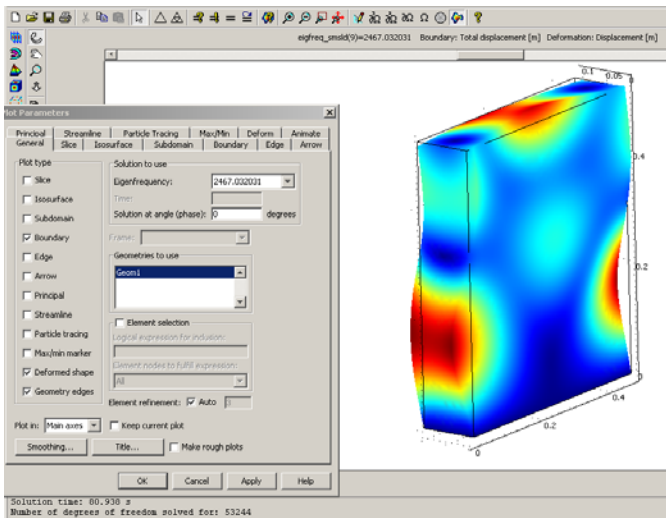 eigfreq_smsld(9)=2467.032031 Boundary: Total displacement [m] Deformation: Displacement [m]
Plot Parameters
Principal Streamline Particle Tracing Max/Min Deform Animate
General Slice Isosurface Subdomain Boundary Edge Arrow
Plot type
Slice
Isosurface
Subdomain
Boundary
Edge
Arrow
Principal
Streamline
Particle tracing
Max/min marker
Deformed shape
Geometry edges
Solution to use
Eigenfrequency: 2467.032031
Time:
Solution at angle (phase): 0 degrees
Frame:
Geometries to use
Geom1
Element selection
Logical expression for inclusion:
Element nodes to fulfill expression:
All
Element refinement: Auto
Plot in: Main axes Keep current plot
Smoothing... Title... Make rough plots
OK Cancel Apply Help
0.1 0.05 0
0.4
0.2
0
0.4
0.2
0
Solution time: 80.938 s
Number of degrees of freedom solved for: 53244